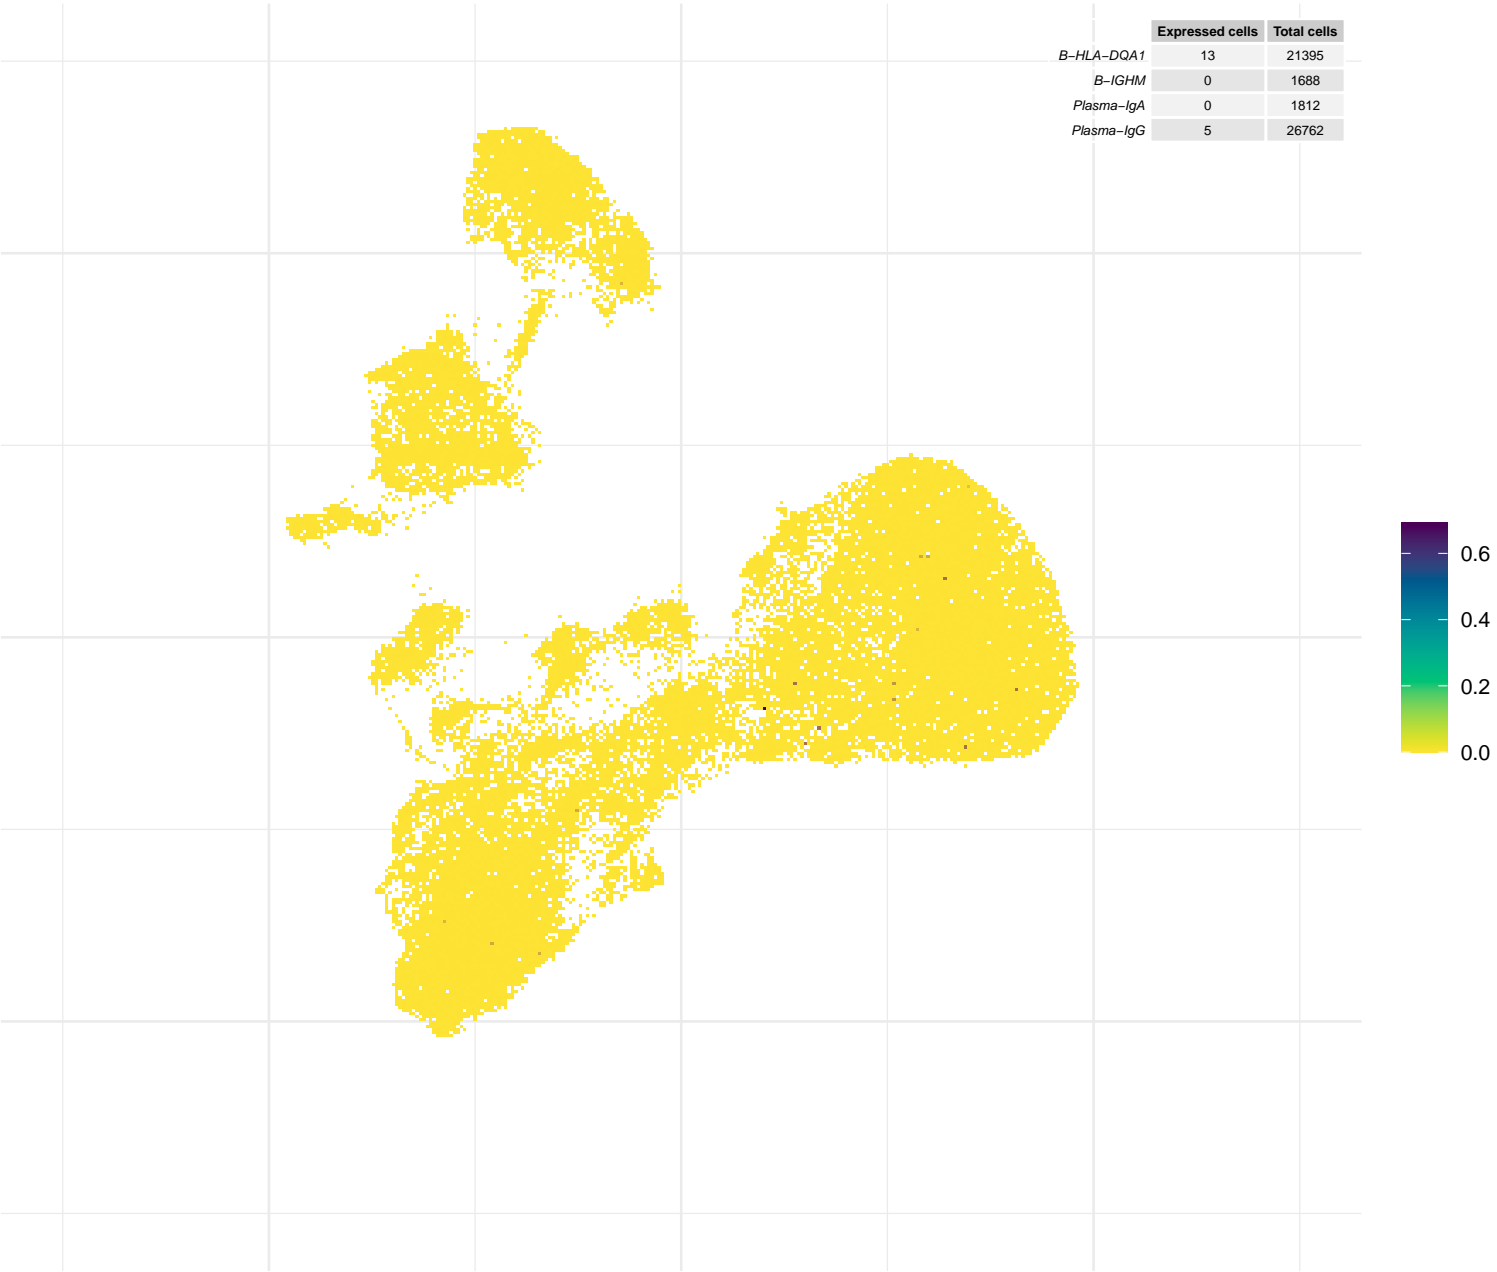 Expressed cells Total cells
B–HLA–DQA1 13 21395
B–IGHM 0 1688
Plasma–IgA 0 1812
Plasma–IgG 5 26762
0.6
0.4
0.2
0.0